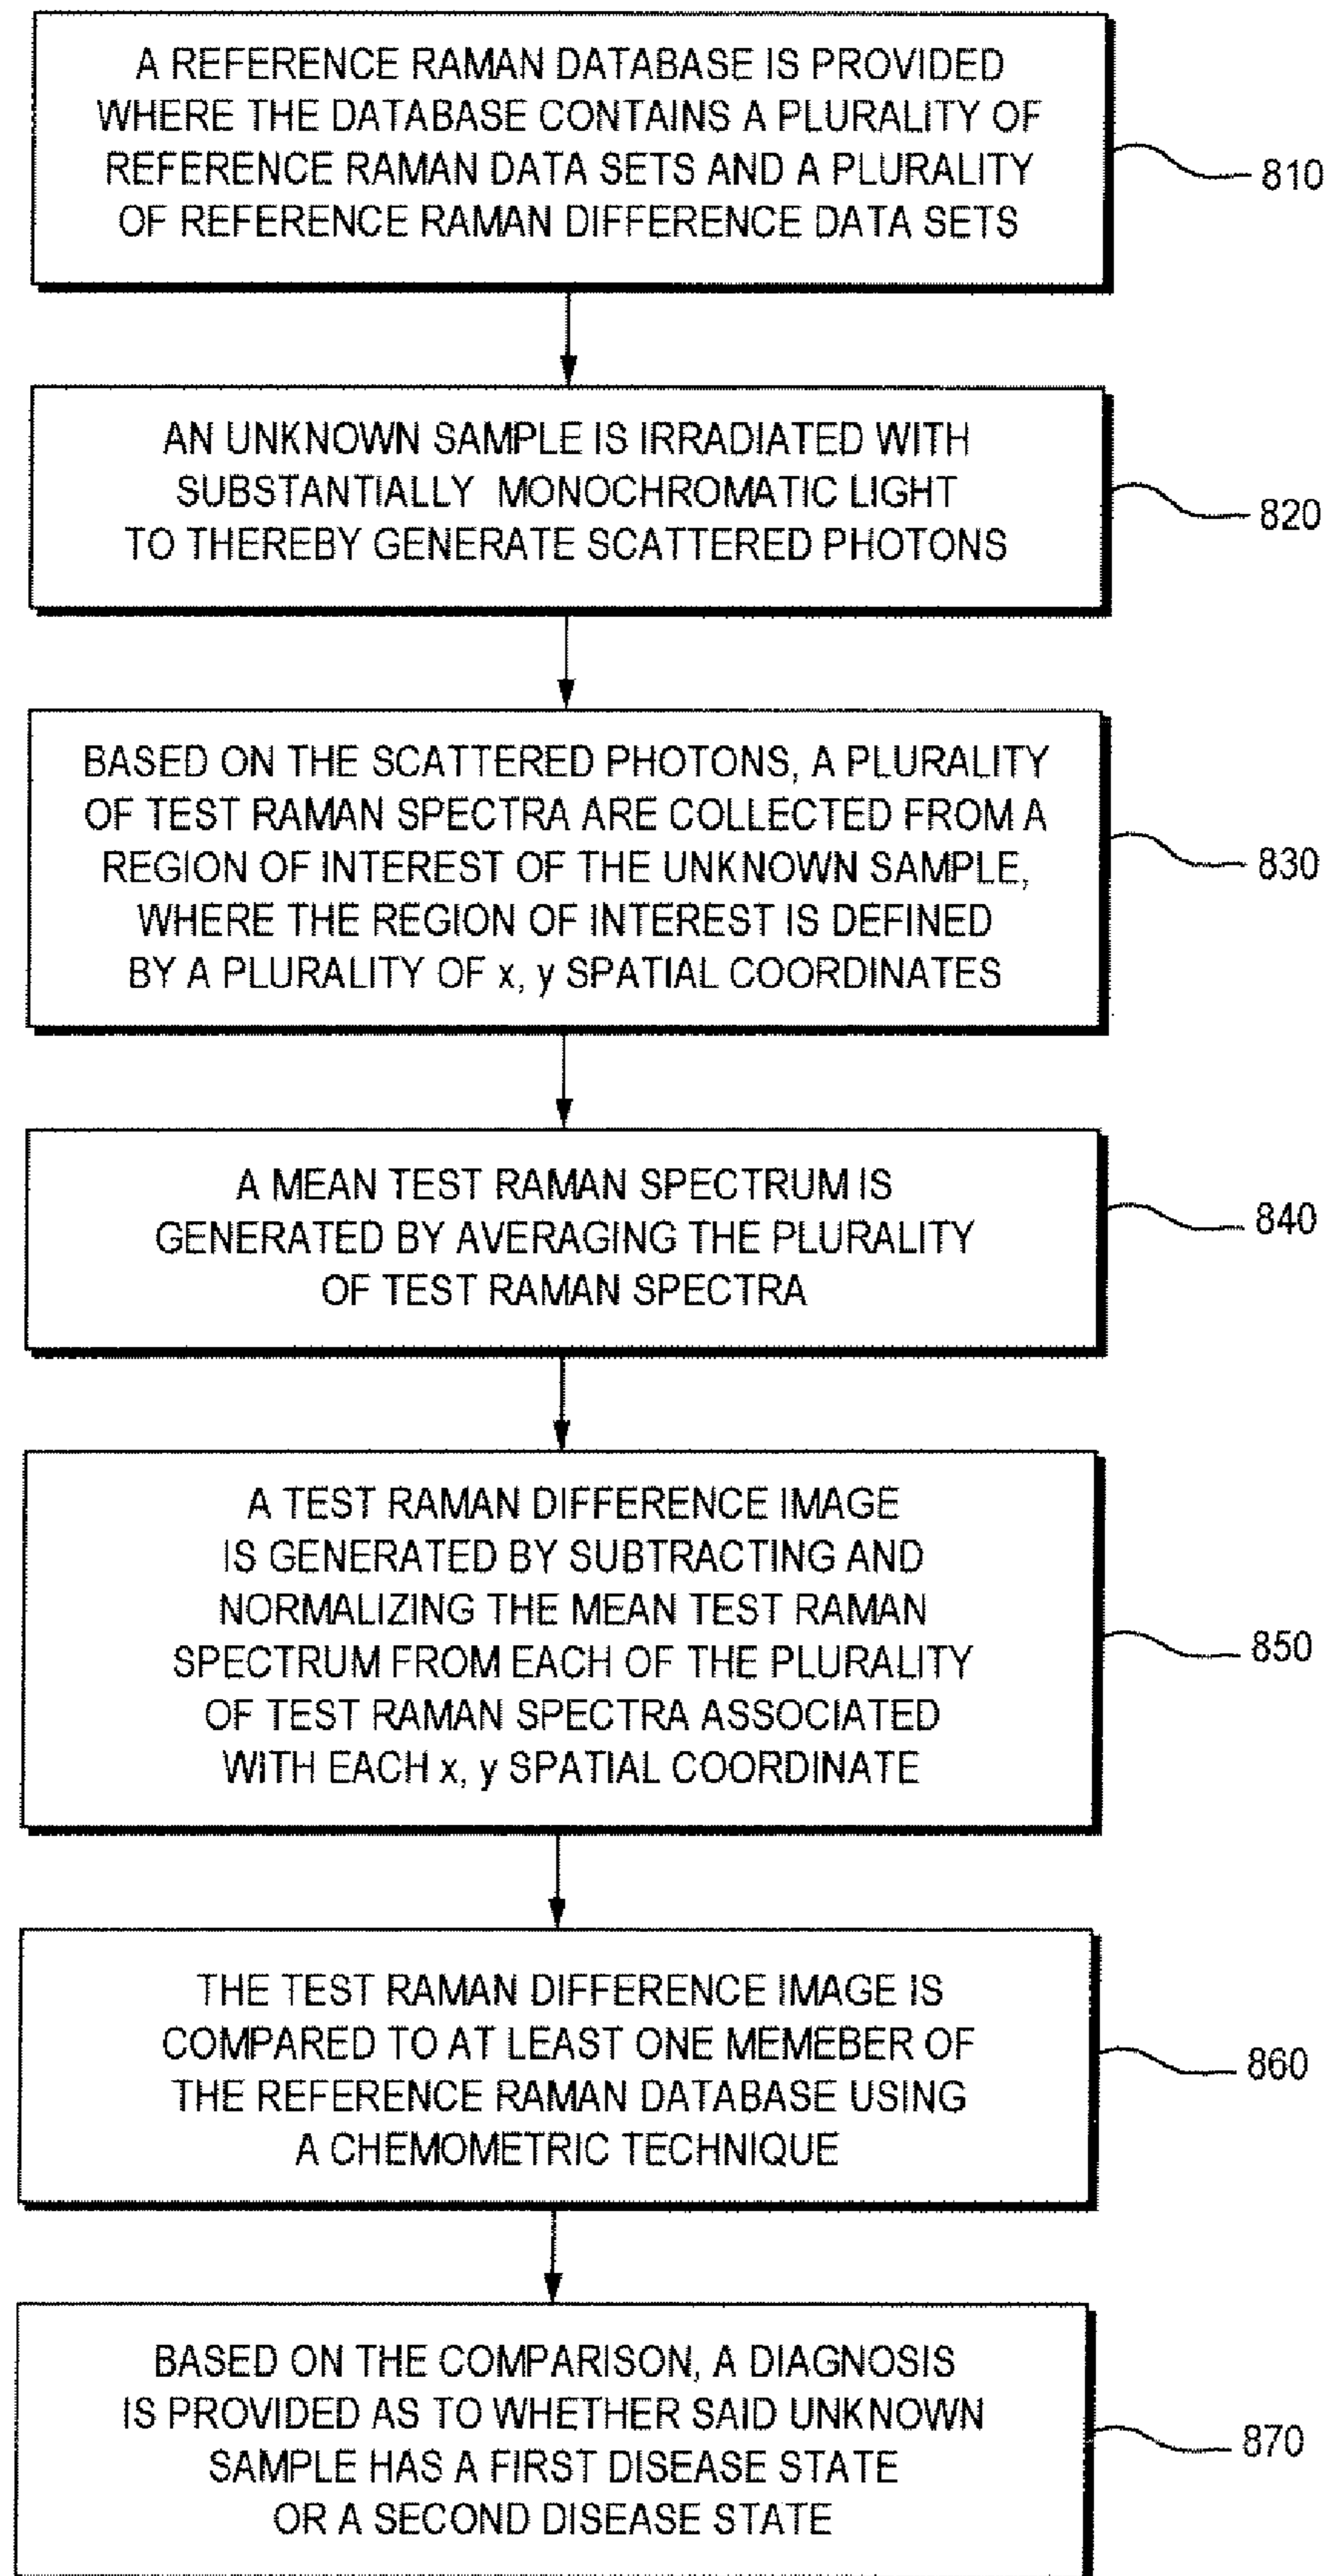 A REFERENCE RAMAN DATABASE IS PROVIDED
WHERE THE DATABASE CONTAINS A PLURALITY OF
REFERENCE RAMAN DATA SETS AND A PLURALITY
OF REFERENCE RAMAN DIFFERENCE DATA SETS
810
AN UNKNOWN SAMPLE IS IRRADIATED WITH
SUBSTANTIALLY MONOCHROMATIC LIGHT
TO THEREBY GENERATE SCATTERED PHOTONS
820
BASED ON THE SCATTERED PHOTONS, A PLURALITY
OF TEST RAMAN SPECTRA ARE COLLECTED FROM A
REGION OF INTEREST OF THE UNKNOWN SAMPLE,
WHERE THE REGION OF INTEREST IS DEFINED
BY A PLURALITY OF x, y SPATIAL COORDINATES
830
A MEAN TEST RAMAN SPECTRUM IS
GENERATED BY AVERAGING THE PLURALITY
OF TEST RAMAN SPECTRA
840
A TEST RAMAN DIFFERENCE IMAGE
IS GENERATED BY SUBTRACTING AND
NORMALIZING THE MEAN TEST RAMAN
SPECTRUM FROM EACH OF THE PLURALITY
OF TEST RAMAN SPECTRA ASSOCIATED
WITH EACH x, y SPATIAL COORDINATE
850
THE TEST RAMAN DIFFERENCE IMAGE IS
COMPARED TO AT LEAST ONE MEMEBER OF
THE REFERENCE RAMAN DATABASE USING
A CHEMOMETRIC TECHNIQUE
860
BASED ON THE COMPARISON, A DIAGNOSIS
IS PROVIDED AS TO WHETHER SAID UNKNOWN
SAMPLE HAS A FIRST DISEASE STATE
OR A SECOND DISEASE STATE
870